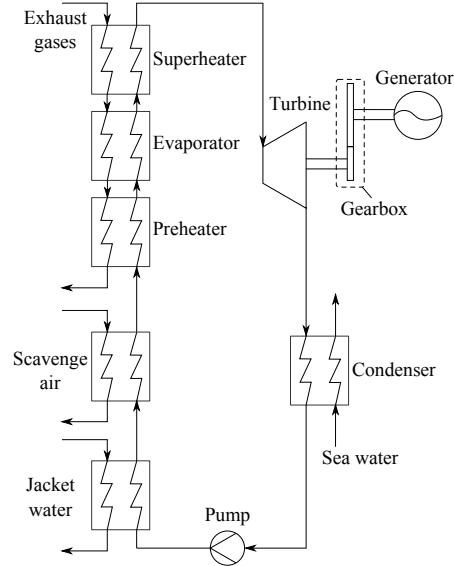 Exhaust
gases
Superheater
Evaporator
Preheater
Scavenge
air
Jacket
water
Pump
Turbine
Gearbox
Generator
Condenser
Sea water